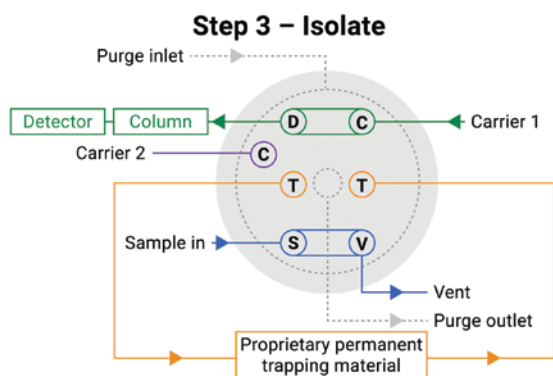 Step 3 – Isolate
Purge inlet
Detector
Column
D
C
Carrier 1
Carrier 2
C
T
T
Sample in
S
V
Vent
Purge outlet
Proprietary permanent
trapping material